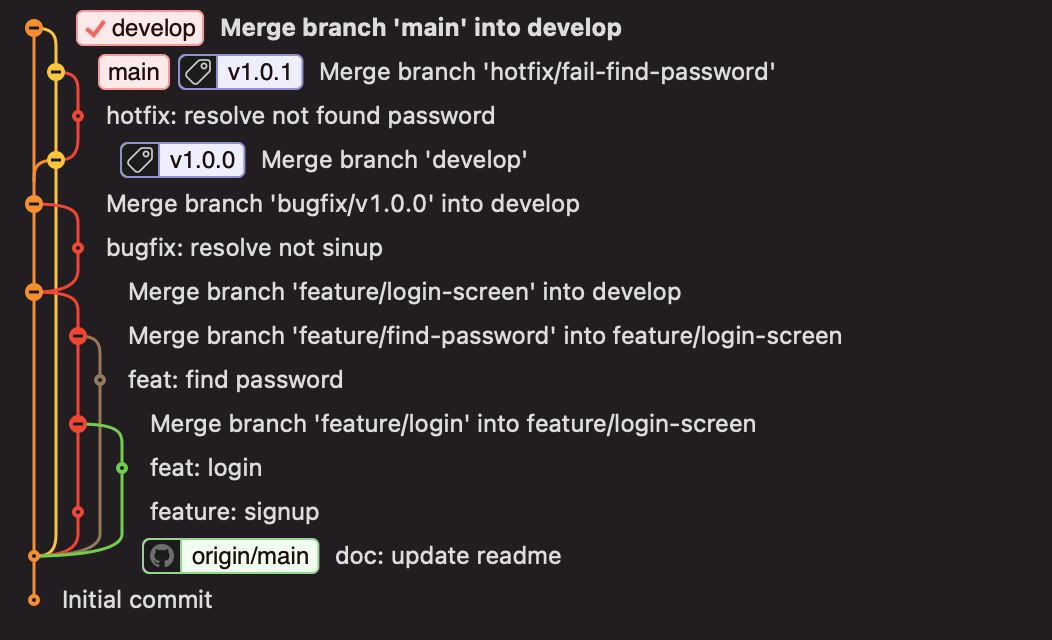 develop Merge branch 'main' into develop
main v1.0.1 Merge branch 'hotfix/fail-find-password'
hotfix: resolve not found password
v1.0.0 Merge branch 'develop'
Merge branch 'bugfix/v1.0.0' into develop
bugfix: resolve not sinup
Merge branch 'feature/login-screen' into develop
Merge branch 'feature/find-password' into feature/login-screen
feat: find password
Merge branch 'feature/login' into feature/login-screen
feat: login
feature: signup
origin/main doc: update readme
Initial commit